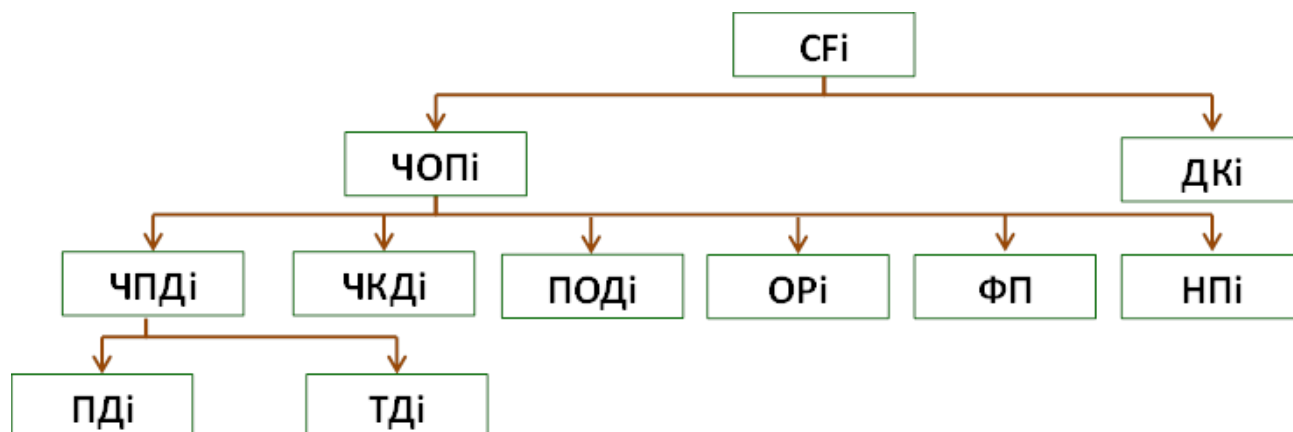 CFi
ЧОПі
ДКі
ЧПДі
ЧКДі
ПОДі
ОРі
ФП
НПі
ПДі
ТДі